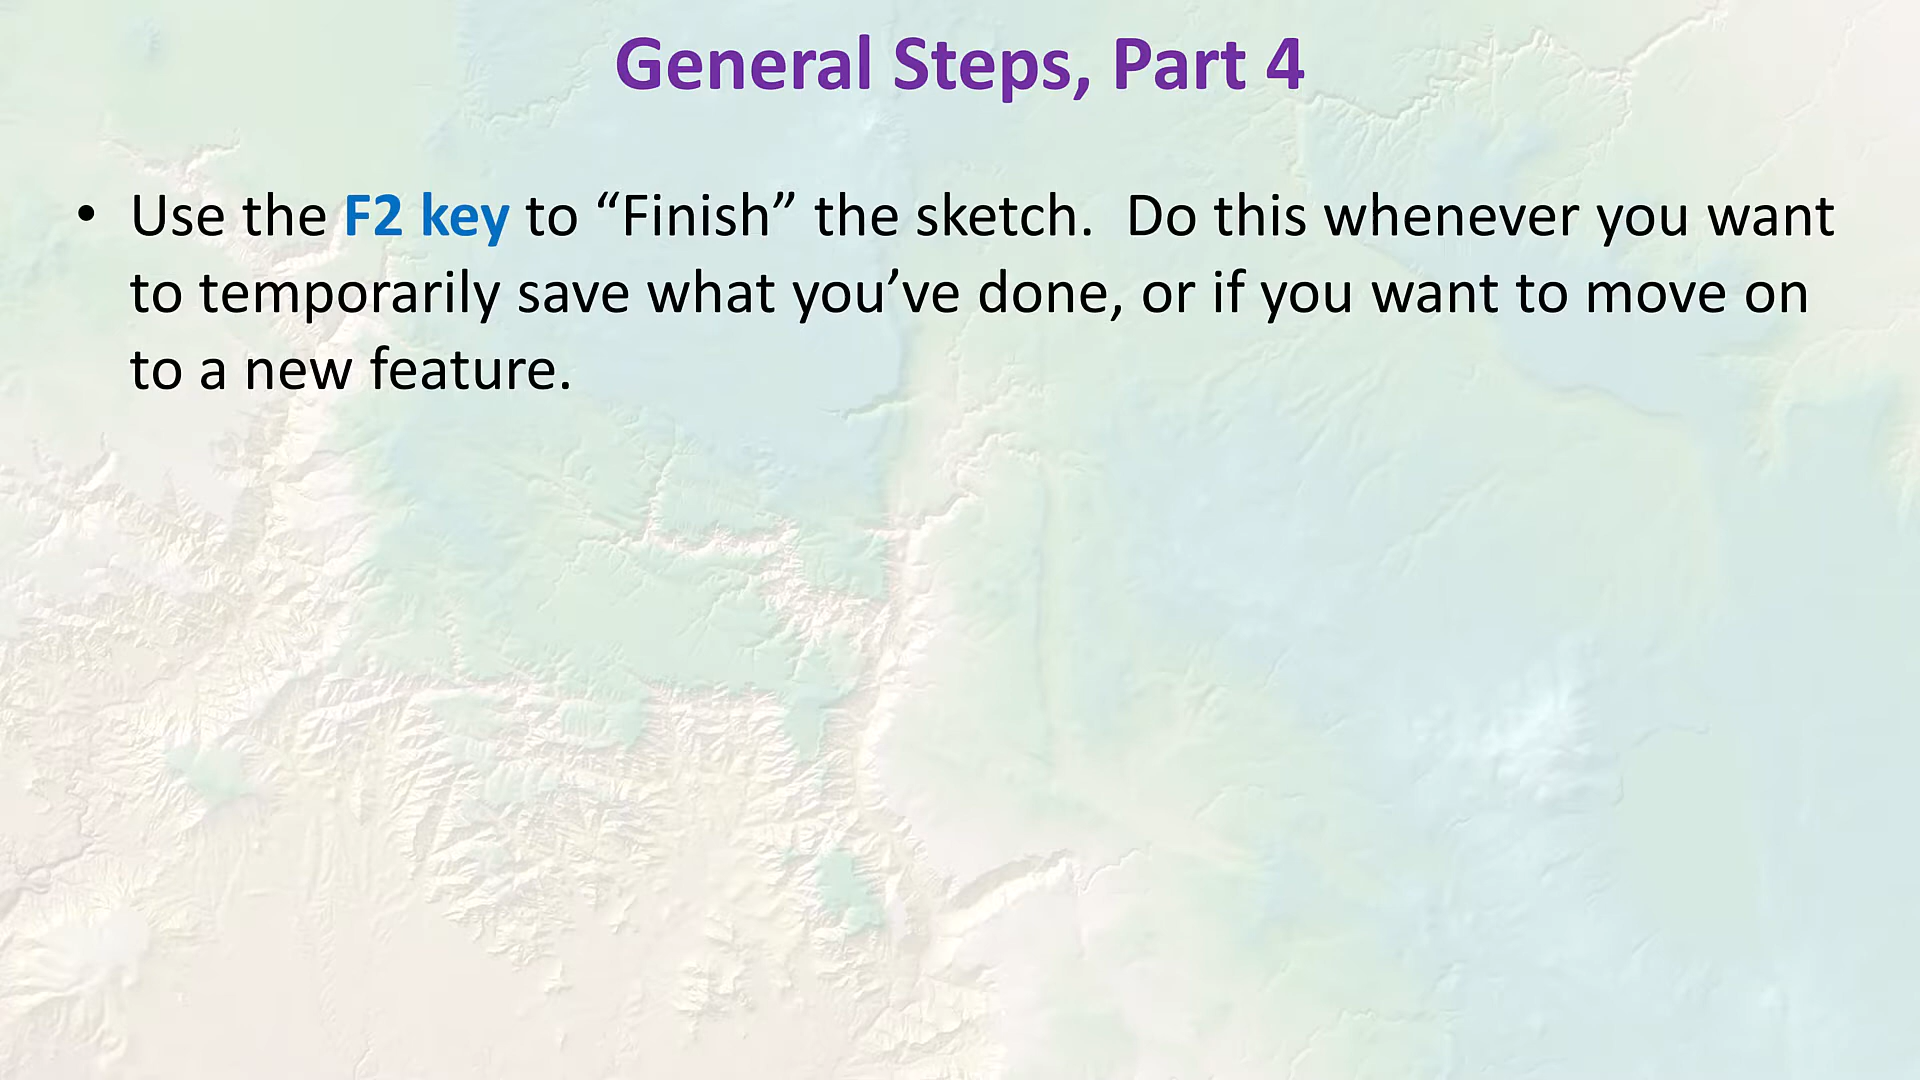 General Steps, Part 4
• Use the F2 key to “Finish” the sketch.  Do this whenever you want
to temporarily save what you’ve done, or if you want to move on
to a new feature.